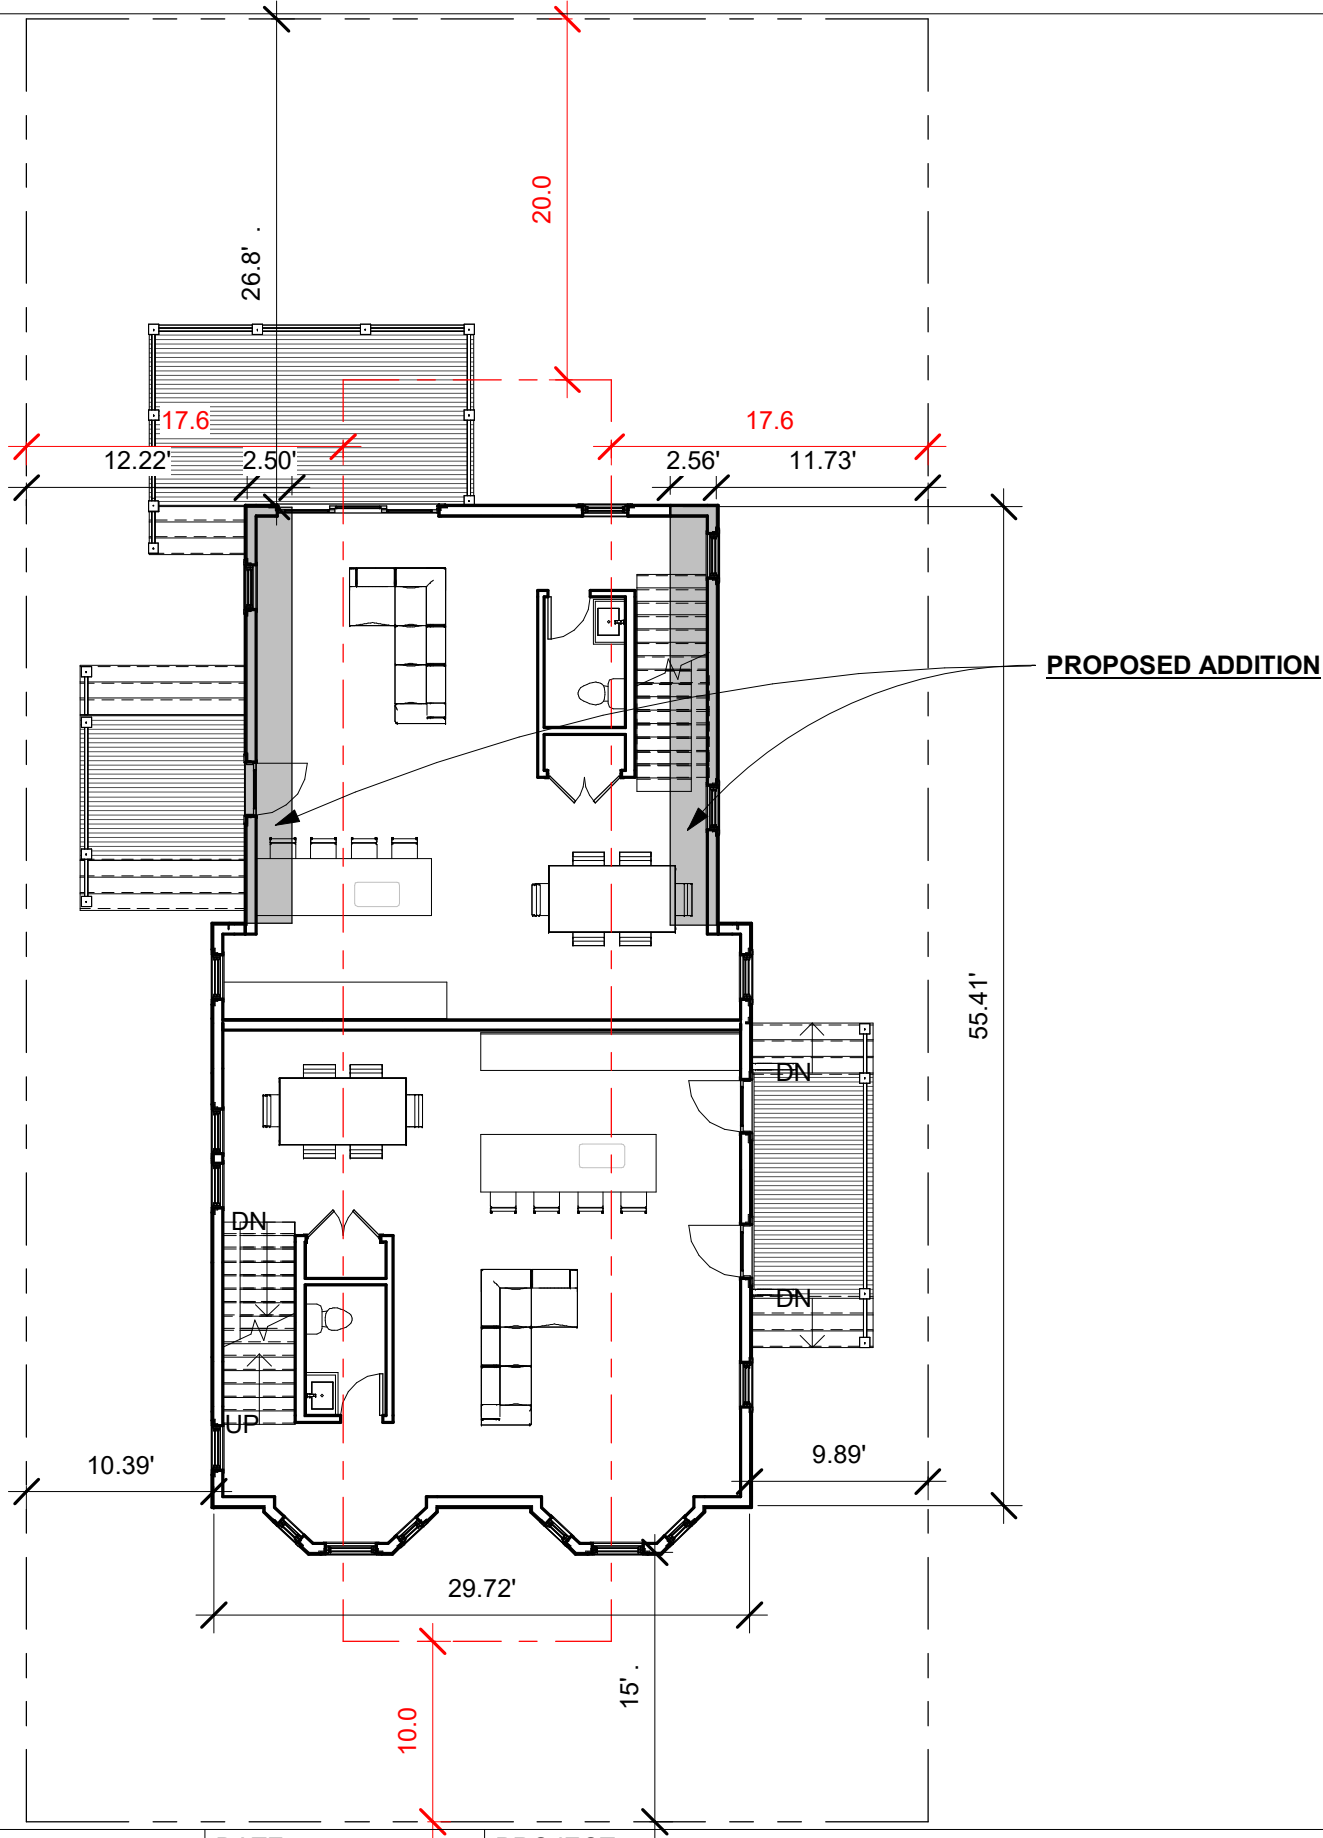 20.0
26.8' .
17.6
17.6
12.22'
2.50'
2.56'
11.73'
PROPOSED ADDITION
55.41'
DN
DN
DN
UP
10.39'
9.89'
29.72'
15' .
10.0